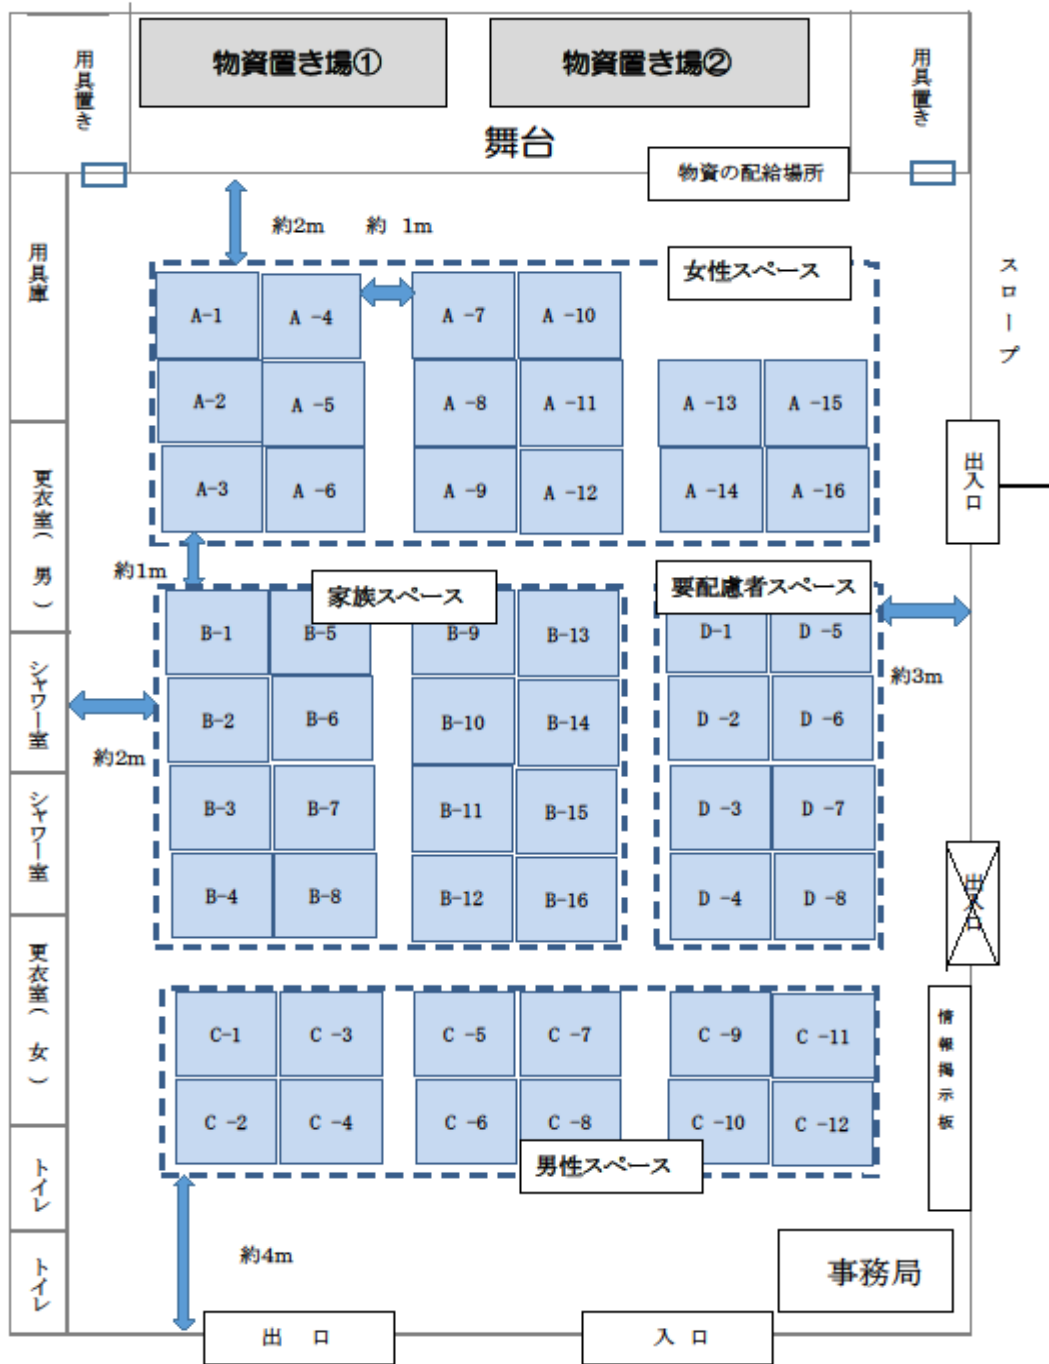 用具置き
物資置き場①
物資置き場②
用具置き
舞台
物資の配給場所
約2m
約 1m
用具庫
女性スペース
スロープ
A-1
A -4
A -7
A -10
A-2
A -5
A -8
A -11
A -13
A -15
A-3
A -6
A -9
A -12
A -14
A -16
出入口
更衣室(男)
約1m
家族スペース
要配慮者スペース
B-1
B-5
B-9
B-13
D-1
D -5
約3m
シャワー室
B-2
B-6
B-10
B-14
D -2
D -6
約2m
シャワー室
B-3
B-7
B-11
B-15
D -3
D -7
B-4
B-8
B-12
B-16
D -4
D -8
出入口
更衣室(女)
C-1
C -3
C -5
C -7
C -9
C -11
情報掲示板
C -2
C -4
C -6
C -8
C -10
C -12
男性スペース
トイレ
約4m
トイレ
事務局
出 口
入 口